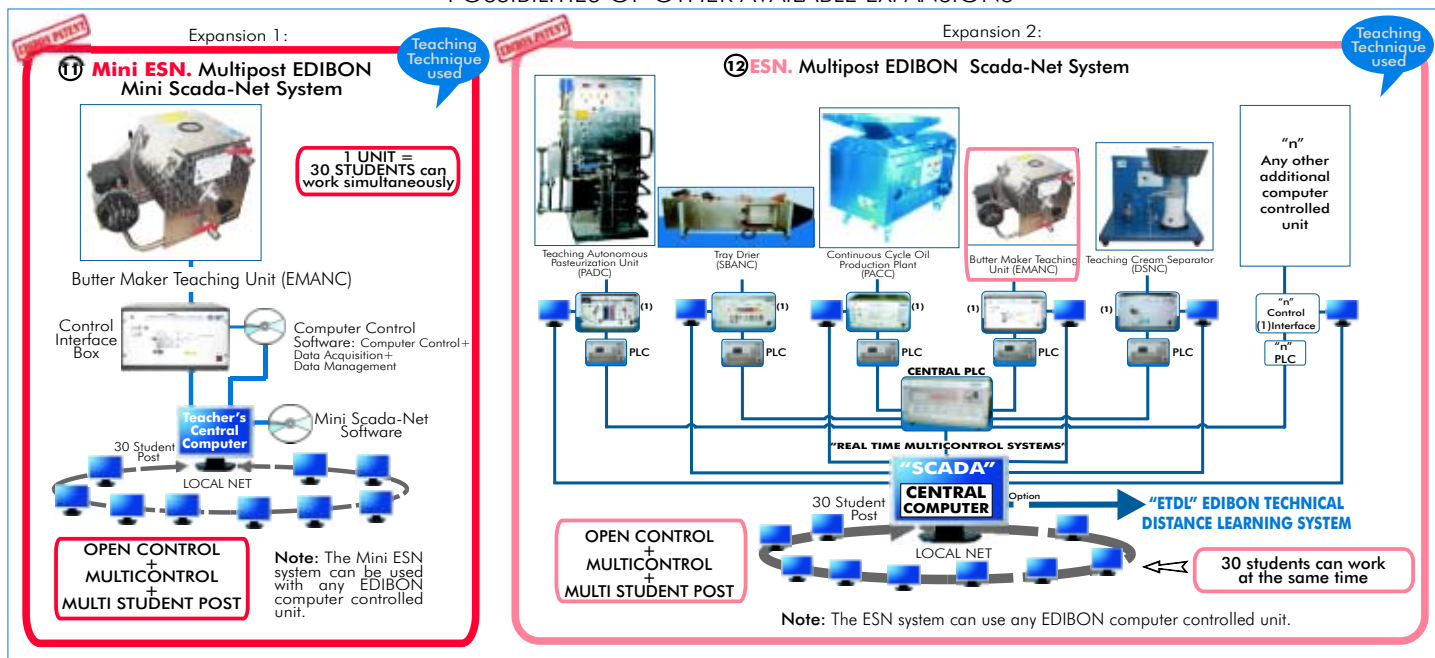 POSSIBILITIES OF OTHER AVAILABLE EXPANSIONS
EDIBON PATENT
Expansion 1:
Teaching
Technique
used
11 Mini ESN. Multipost EDIBON
Mini Scada-Net System
1 UNIT =
30 STUDENTS can
work simultaneously
Butter Maker Teaching Unit (EMANC)
Control
Interface
Box
Computer Control
Software: Computer Control+
Data Acquisition+
Data Management
Teacher's
Central
Computer
Mini Scada-Net
Software
30 Student
Post
LOCAL NET
OPEN CONTROL
+
MULTICONTROL
+
MULTI STUDENT POST
Note: The Mini ESN
system can be used
with any EDIBON
computer controlled
unit.
EDIBON PATENT
Expansion 2:
Teaching
Technique
used
12 ESN. Multipost EDIBON Scada-Net System
Teaching Autonomous
Pasteurization Unit
(PADC)
Tray Drier
(SBANC)
Continuous Cycle Oil
Production Plant
(PACC)
Butter Maker Teaching
Unit (EMANC)
Teaching Cream Separator
(DSNC)
"n"
Any other
additional
computer
controlled
unit
(1)
(1)
(1)
(1)
(1)
"n"
Control
(1)Interface
PLC
PLC
PLC
PLC
PLC
"n"
PLC
CENTRAL PLC
"REAL TIME MULTICONTROL SYSTEMS"
"SCADA"
CENTRAL
COMPUTER
Option
"ETDL" EDIBON TECHNICAL
DISTANCE LEARNING SYSTEM
30 Student
Post
LOCAL NET
OPEN CONTROL
+
MULTICONTROL
+
MULTI STUDENT POST
30 students can work
at the same time
Note: The ESN system can use any EDIBON computer controlled unit.